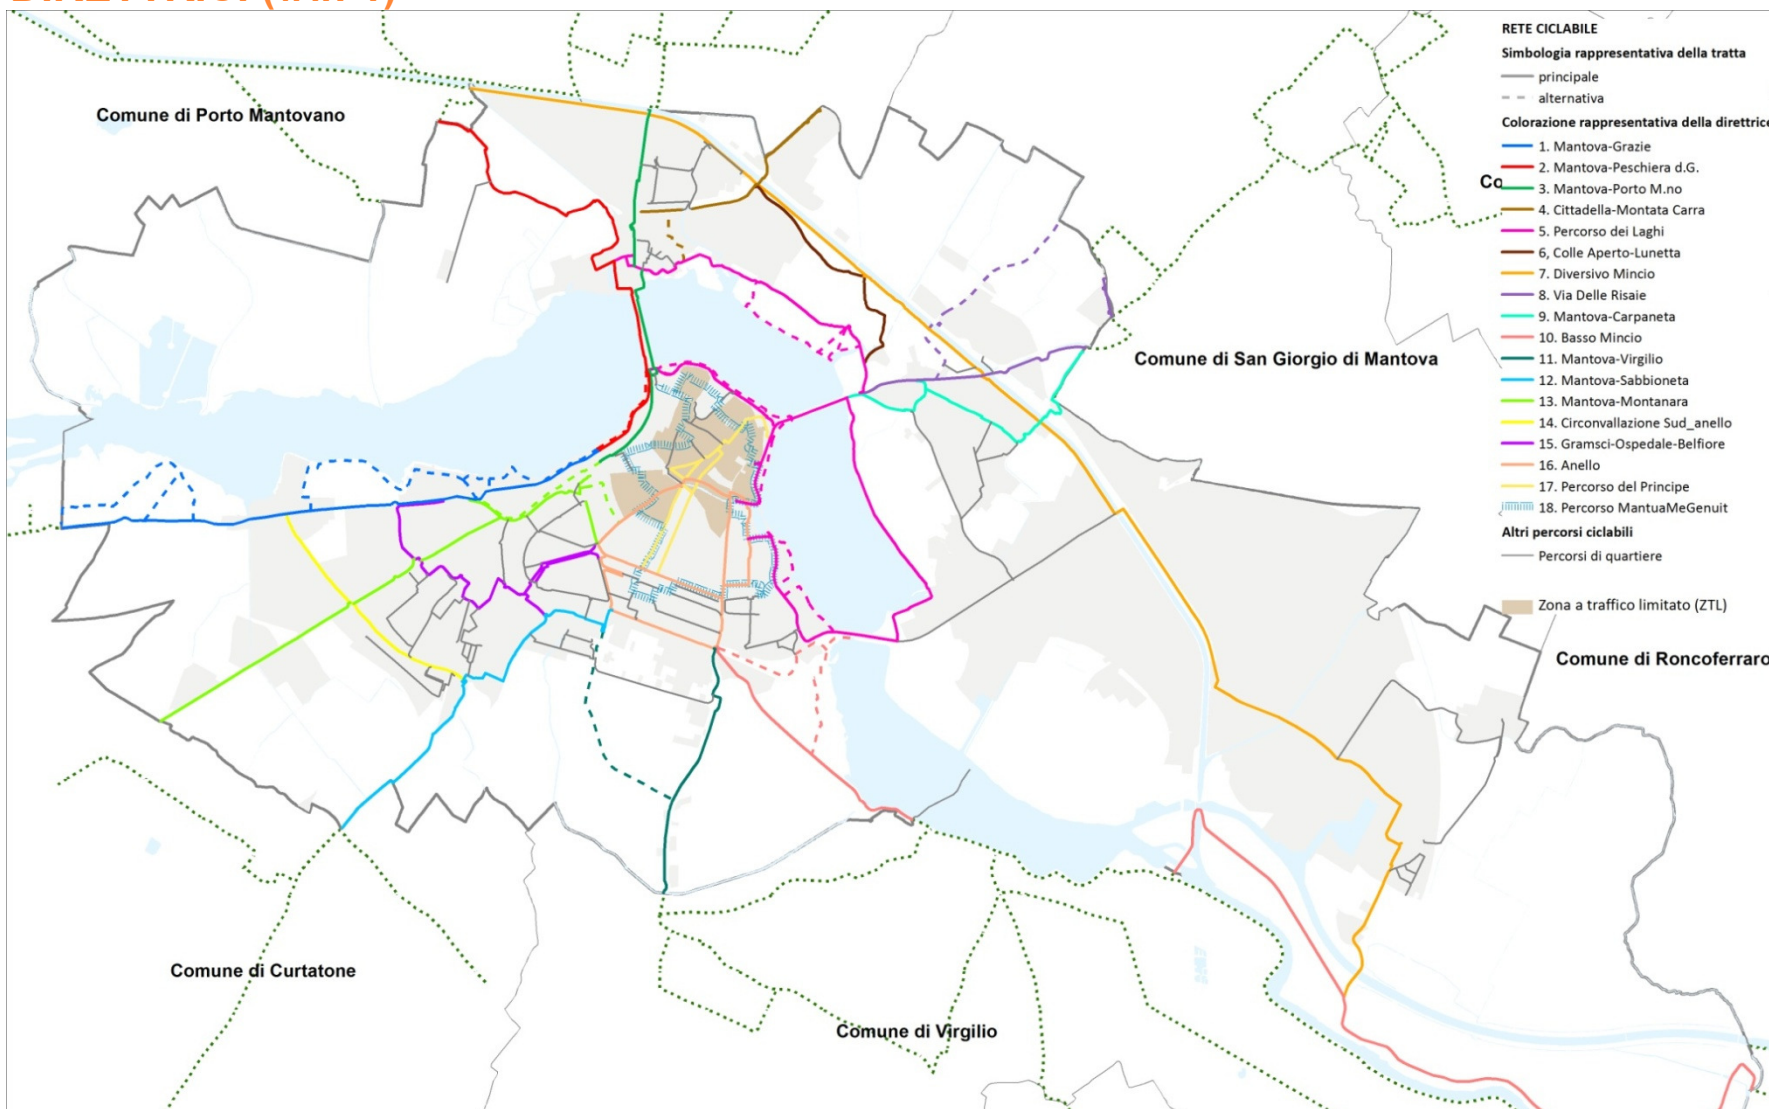 RETE CICLABILE
Simbologia rappresentativa della tratta
principale
alternativa
Colorazione rappresentativa della direttrice
1. Mantova-Grazie
2. Mantova-Peschiera d.G.
3. Mantova-Porto M.no
4. Cittadella-Montata Carra
5. Percorso dei Laghi
6, Colle Aperto-Lunetta
7. Diversivo Mincio
8. Via Delle Risaie
9. Mantova-Carpaneta
10. Basso Mincio
11. Mantova-Virgilio
12. Mantova-Sabbioneta
13. Mantova-Montanara
14. Circonvallazione Sud_anello
15. Gramsci-Ospedale-Belfiore
16. Anello
17. Percorso del Principe
18. Percorso MantuaMeGenuit
Altri percorsi ciclabili
Percorsi di quartiere
Zona a traffico limitato (ZTL)
Comune di Porto Mantovano
Co
Comune di San Giorgio di Mantova
Comune di Roncoferraro
Comune di Curtatone
Comune di Virgilio